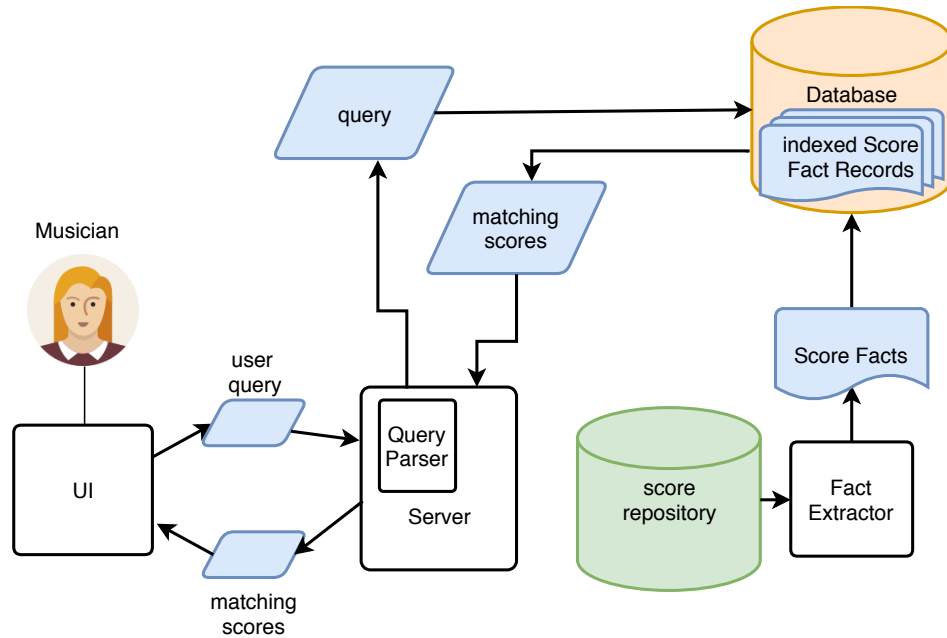 query
Database
indexed Score
Fact Records
matching
scores
Musician
user
query
Score Facts
Query
Parser
UI
Server
score
repository
Fact
Extractor
matching
scores